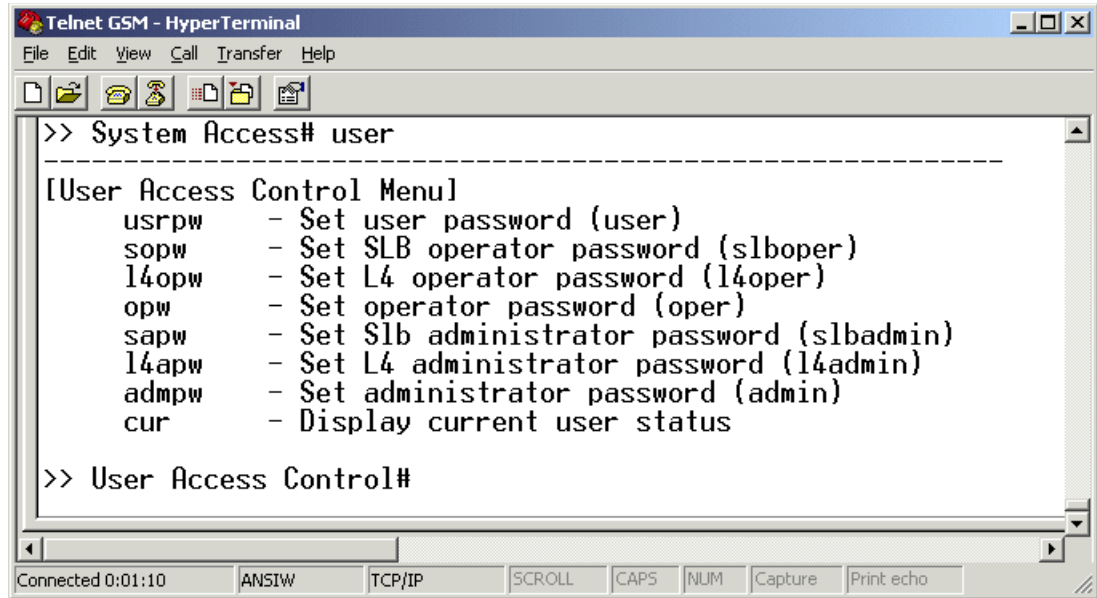 Telnet GSM - HyperTerminal
File Edit View Call Transfer Help
>> System Access# user
------------------------------------------------------------
[User Access Control Menu]
usrpw - Set user password (user)
sopw - Set SLB operator password (slboper)
l4opw - Set L4 operator password (l4oper)
opw - Set operator password (oper)
sapw - Set Slb administrator password (slbadmin)
l4apw - Set L4 administrator password (l4admin)
admpw - Set administrator password (admin)
cur - Display current user status
>> User Access Control#
Connected 0:01:10 ANSIW TCP/IP SCROLL CAPS NUM Capture Print echo